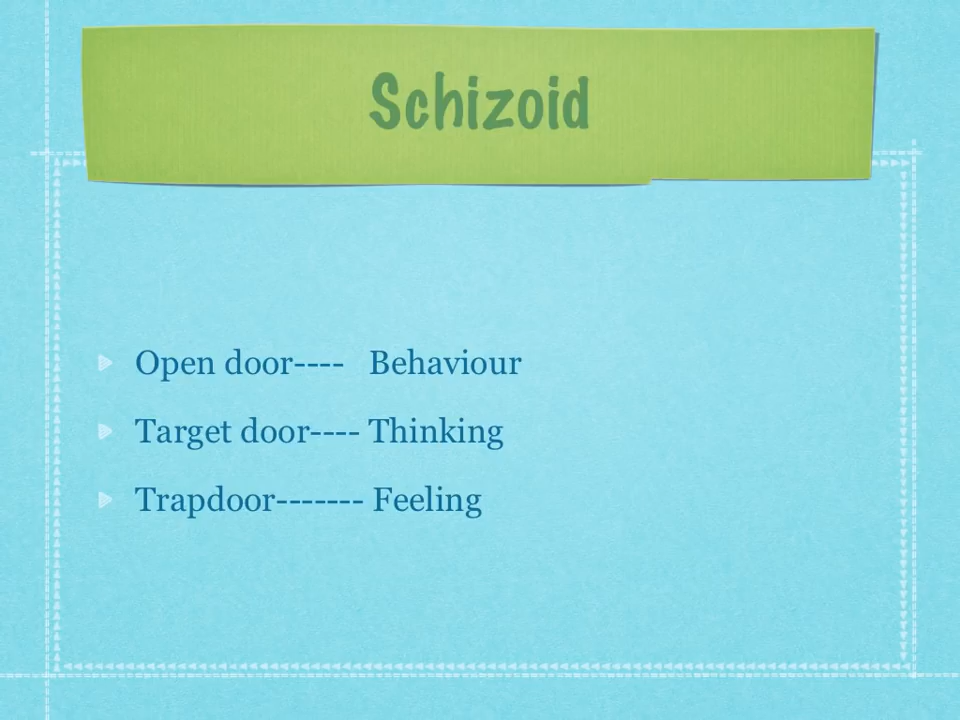 Schizoid
Open door---- Behaviour
Target door---- Thinking
Trapdoor------- Feeling